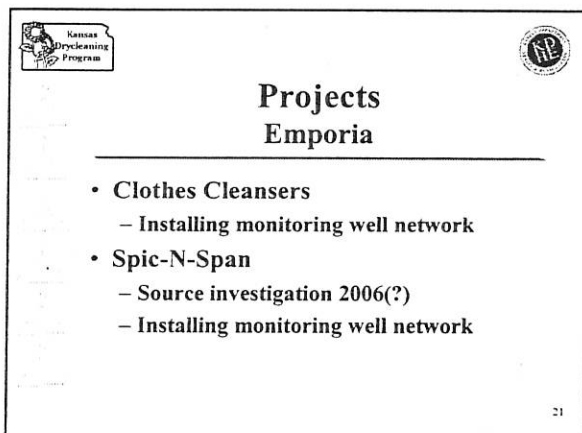 Kansas
Drycleaning
Program
KDHE
Projects
Emporia
• Clothes Cleansers
– Installing monitoring well network
• Spic-N-Span
– Source investigation 2006(?)
– Installing monitoring well network
21